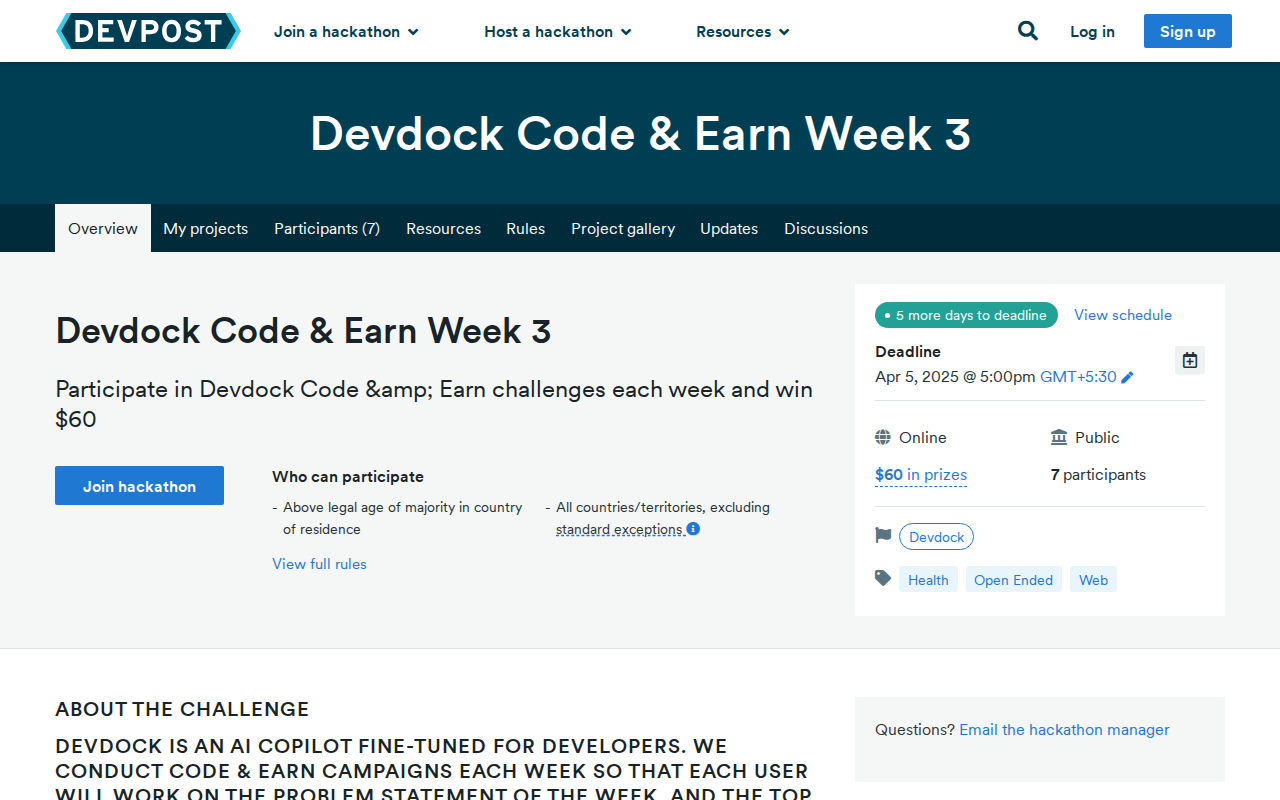 DEVPOST
Join a hackathon
Host a hackathon
Resources
Log in
Sign up
Devdock Code & Earn Week 3
Overview
My projects
Participants (7)
Resources
Rules
Project gallery
Updates
Discussions
Devdock Code & Earn Week 3
Participate in Devdock Code &amp; Earn challenges each week and win
$60
Join hackathon
Who can participate
- Above legal age of majority in country
of residence
- All countries/territories, excluding
standard exceptions
View full rules
5 more days to deadline
View schedule
Deadline
Apr 5, 2025 @ 5:00pm GMT+5:30
Online
Public
$60 in prizes
7 participants
Devdock
Health
Open Ended
Web
ABOUT THE CHALLENGE
DEVDOCK IS AN AI COPILOT FINE-TUNED FOR DEVELOPERS. WE
CONDUCT CODE & EARN CAMPAIGNS EACH WEEK SO THAT EACH USER
WILL WORK ON THE PROBLEM STATEMENT OF THE WEEK, AND THE TOP
Questions? Email the hackathon manager